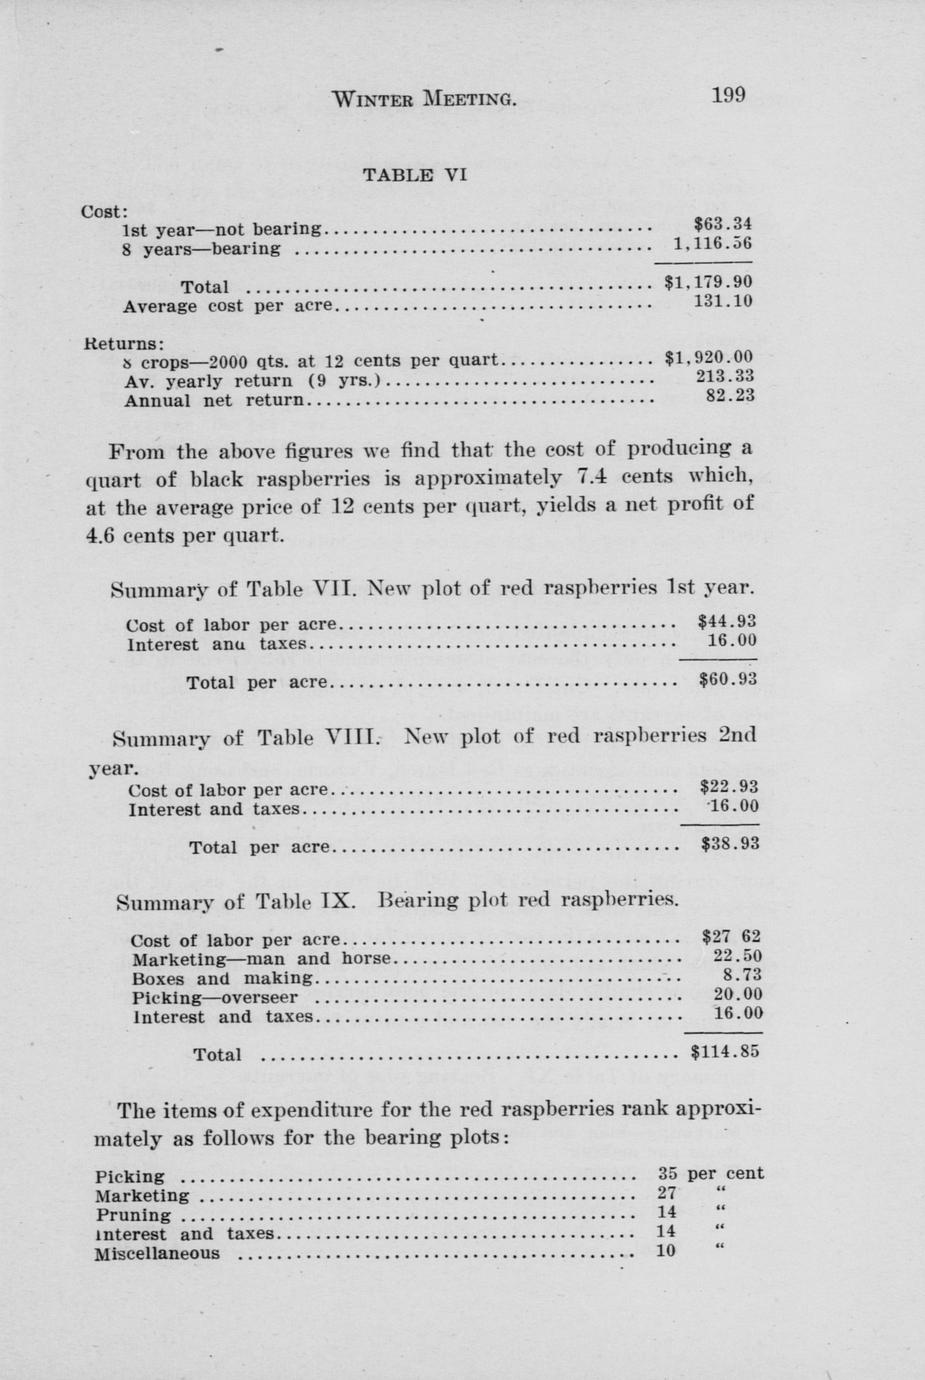 WINTER MEETING. 199
TABLE VI
Cost:
1st year—not bearing................................. $63.34
8 years—bearing .................................... 1,116.56
Total ......................................... $1,179.90
Average cost per acre................................ 131.10
Returns:
8 crops—2000 qts. at 12 cents per quart................ $1,920.00
Av. yearly return (9 yrs.)............................ 213.33
Annual net return.................................... 82.23
From the above figures we find that the cost of producing a
quart of black raspberries is approximately 7.4 cents which,
at the average price of 12 cents per quart, yields a net profit of
4.6 cents per quart.
Summary of Table VII. New plot of red raspberries 1st year.
Cost of labor per acre................................... $44.93
Interest and taxes...................................... 16.00
Total per acre.................................... $60.93
Summary of Table VIII. New plot of red raspberries 2nd
year.
Cost of labor per acre.................................... $22.93
Interest and taxes....................................... 16.00
Total per acre.................................... $38.93
Summary of Table IX. Bearing plot red raspberries.
Cost of labor per acre................................... $27 62
Marketing—man and horse.............................. 22.50
Boxes and making...................................... 8.73
Picking—overseer ...................................... 20.00
Interest and taxes...................................... 16.00
Total ........................................... $114.85
The items of expenditure for the red raspberries rank approxi-
mately as follows for the bearing plots:
Picking ............................................... 35 per cent
Marketing ............................................. 27 “
Pruning ............................................... 14 “
Interest and taxes..................................... 14 “
Miscellaneous ......................................... 10 “